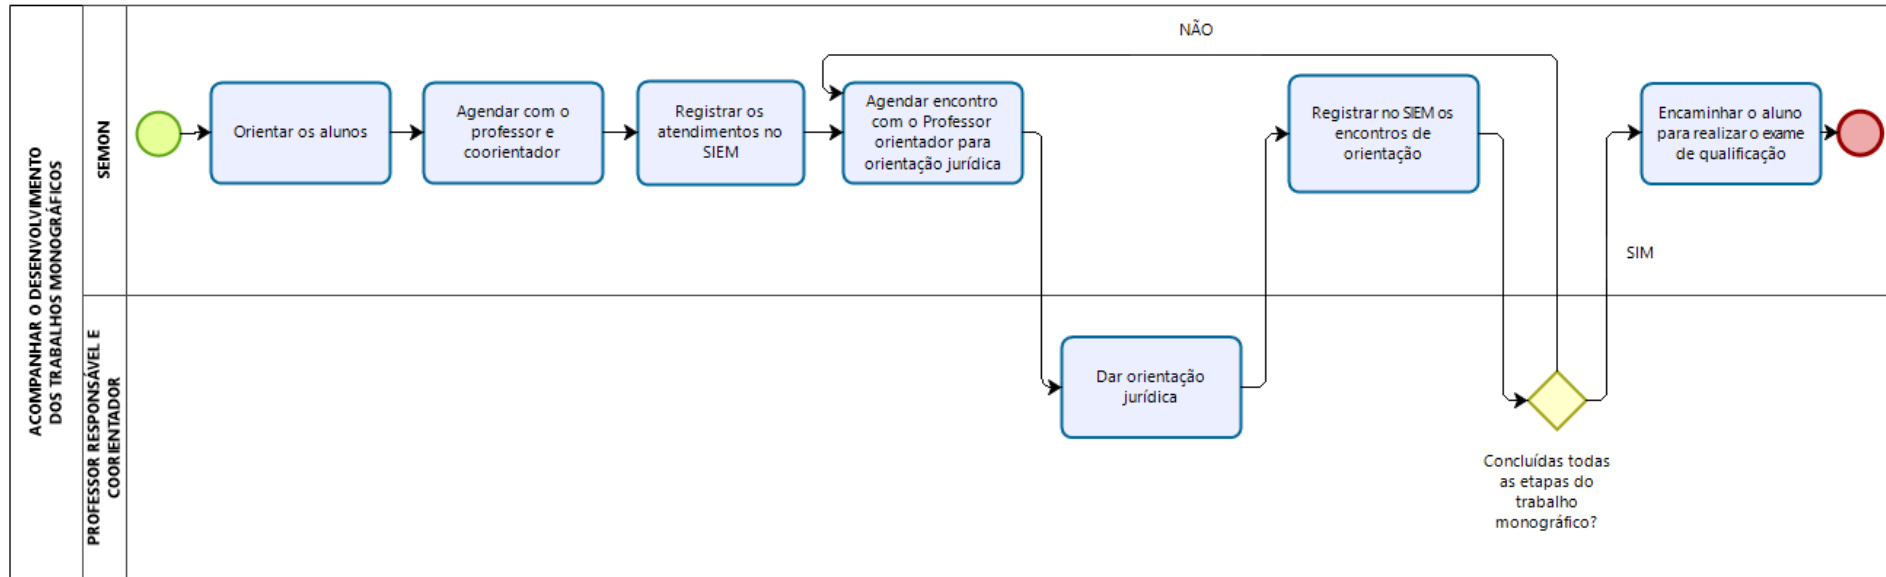 ACOMPANHAR O DESENVOLVIMENTO
DOS TRABALHOS MONOGRÁFICOS
SEMON
Orientar os alunos
Agendar com o
professor e
coorientador
Registrar os
atendimentos no
SIEM
Agendar encontro
com o Professor
orientador para
orientação jurídica
NÃO
Registrar no SIEM os
encontros de
orientação
Encaminhar o aluno
para realizar o exame
de qualificação
SIM
PROFESSOR RESPONSÁVEL E
COORIENTADOR
Dar orientação
jurídica
Concluídas todas
as etapas do
trabalho
monográfico?